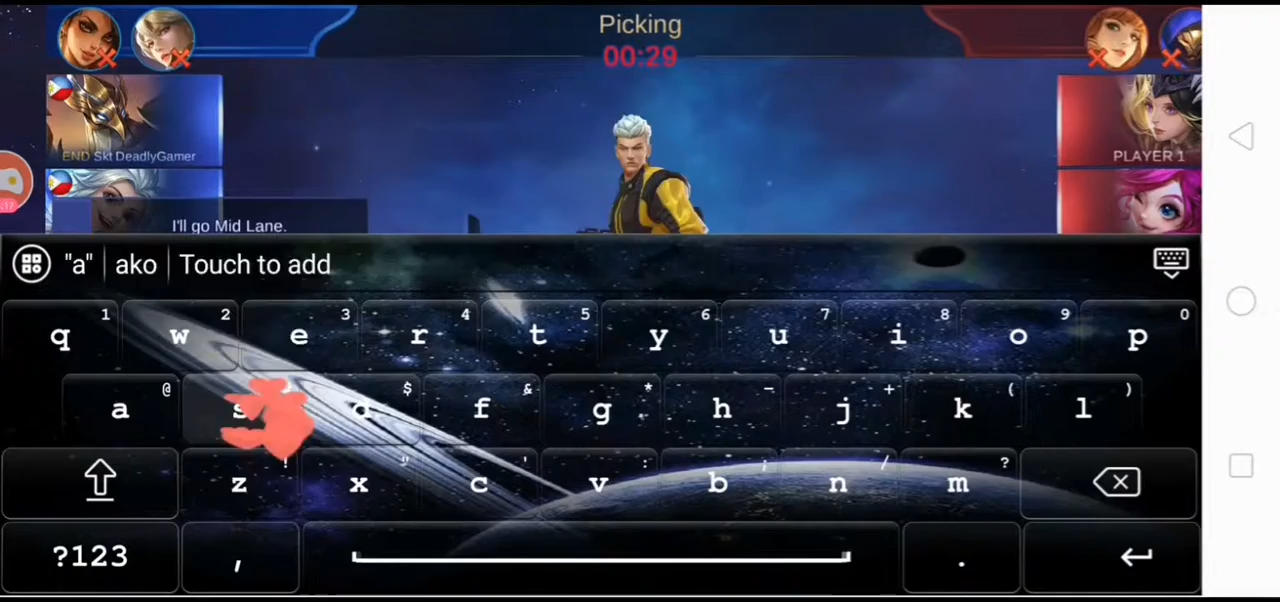 Picking
00:29
END Skt DeadlyGamer
PLAYER 1
I'll go Mid Lane.
"a" ako Touch to add
1 2 3 4 5 6 7 8 9 0
q w e r t y u i o p
@ $ & * - + ( )
a s d f g h j k l
! " ' : ; / ?
z x c v b n m
?123 , .